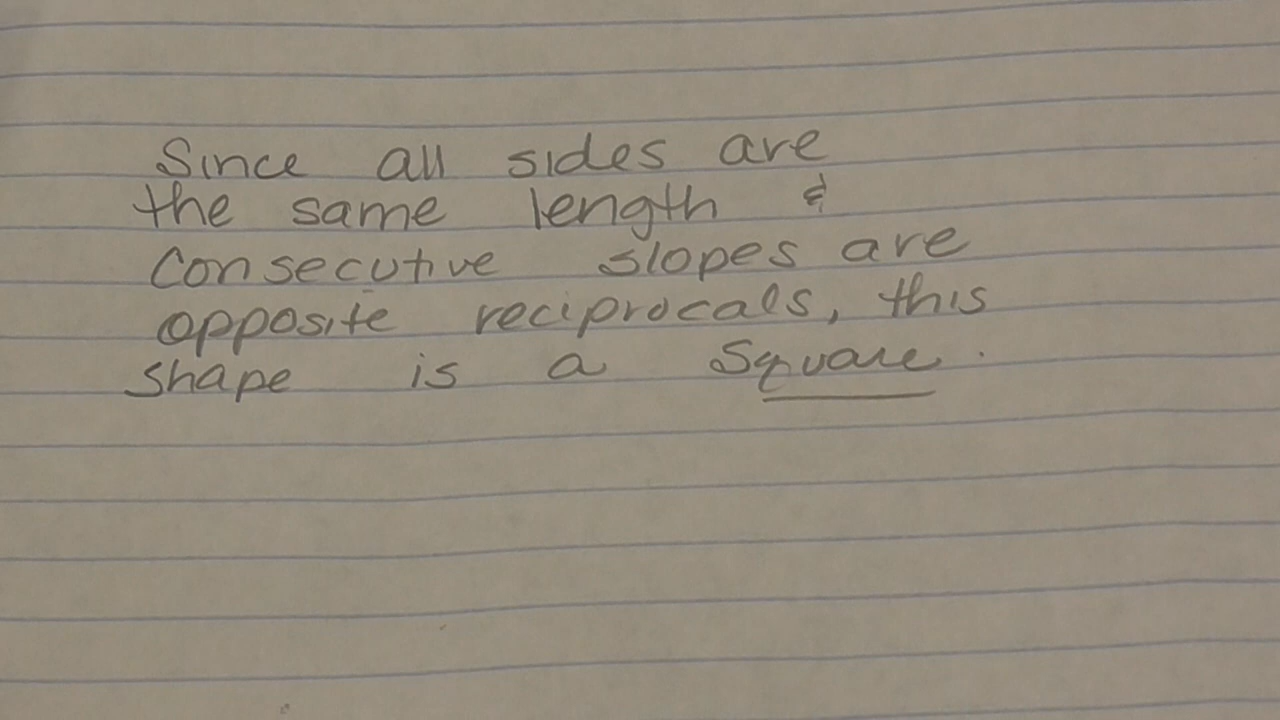 Since all sides are
the same length &
consecutive slopes are
opposite reciprocals, this
shape is a square.